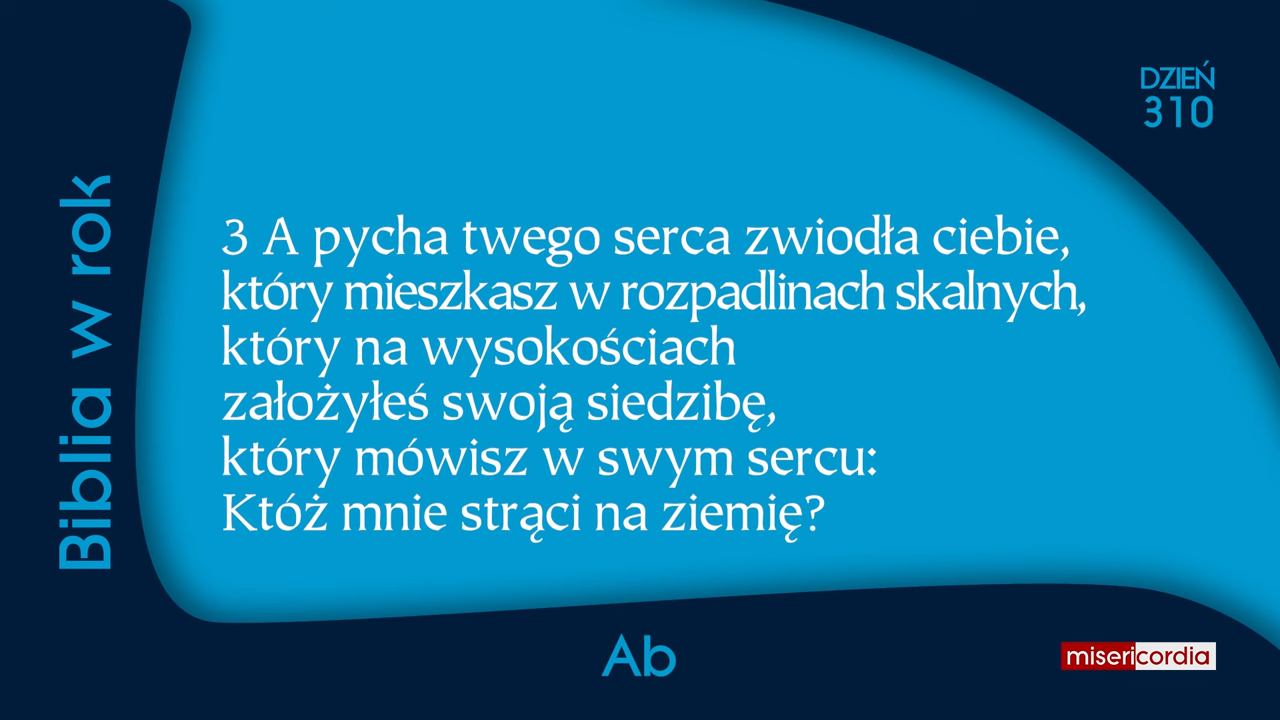 Biblia w rok
DZIEŃ
310
3 A pycha twego serca zwiodła ciebie,
który mieszkasz w rozpadlinach skalnych,
który na wysokościach
założyłeś swoją siedzibę,
który mówisz w swym sercu:
Któż mnie strąci na ziemię?
Ab
misericordia